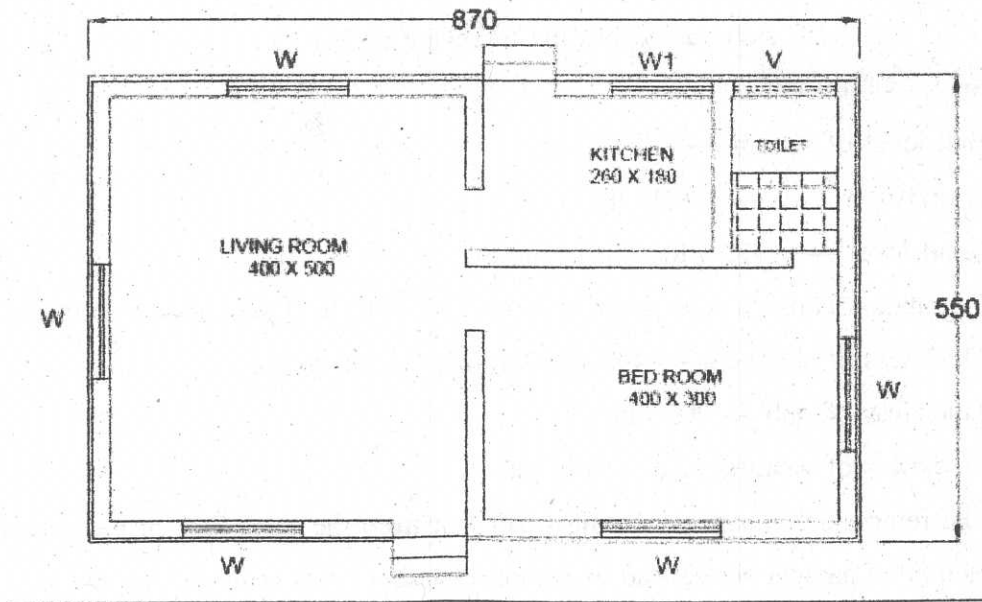 870
W
W1
V
KITCHEN
260 X 180
TOILET
LIVING ROOM
400 X 500
W
550
BED ROOM
400 X 300
W
W
W